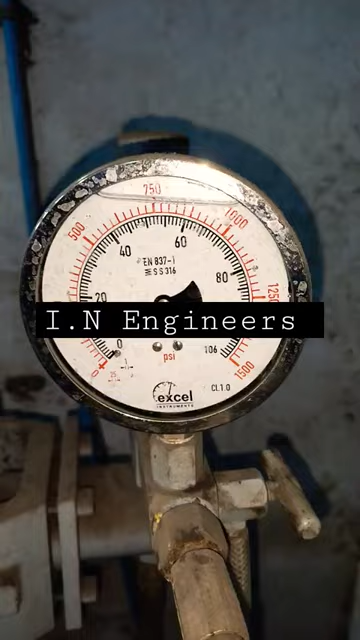 750
500
1000
40
60
EN 837-1
S S 316
80
20
1250
I.N Engineers
0
psi
106
0
1500
excel
INSTRUMENTS
Cl.1.0